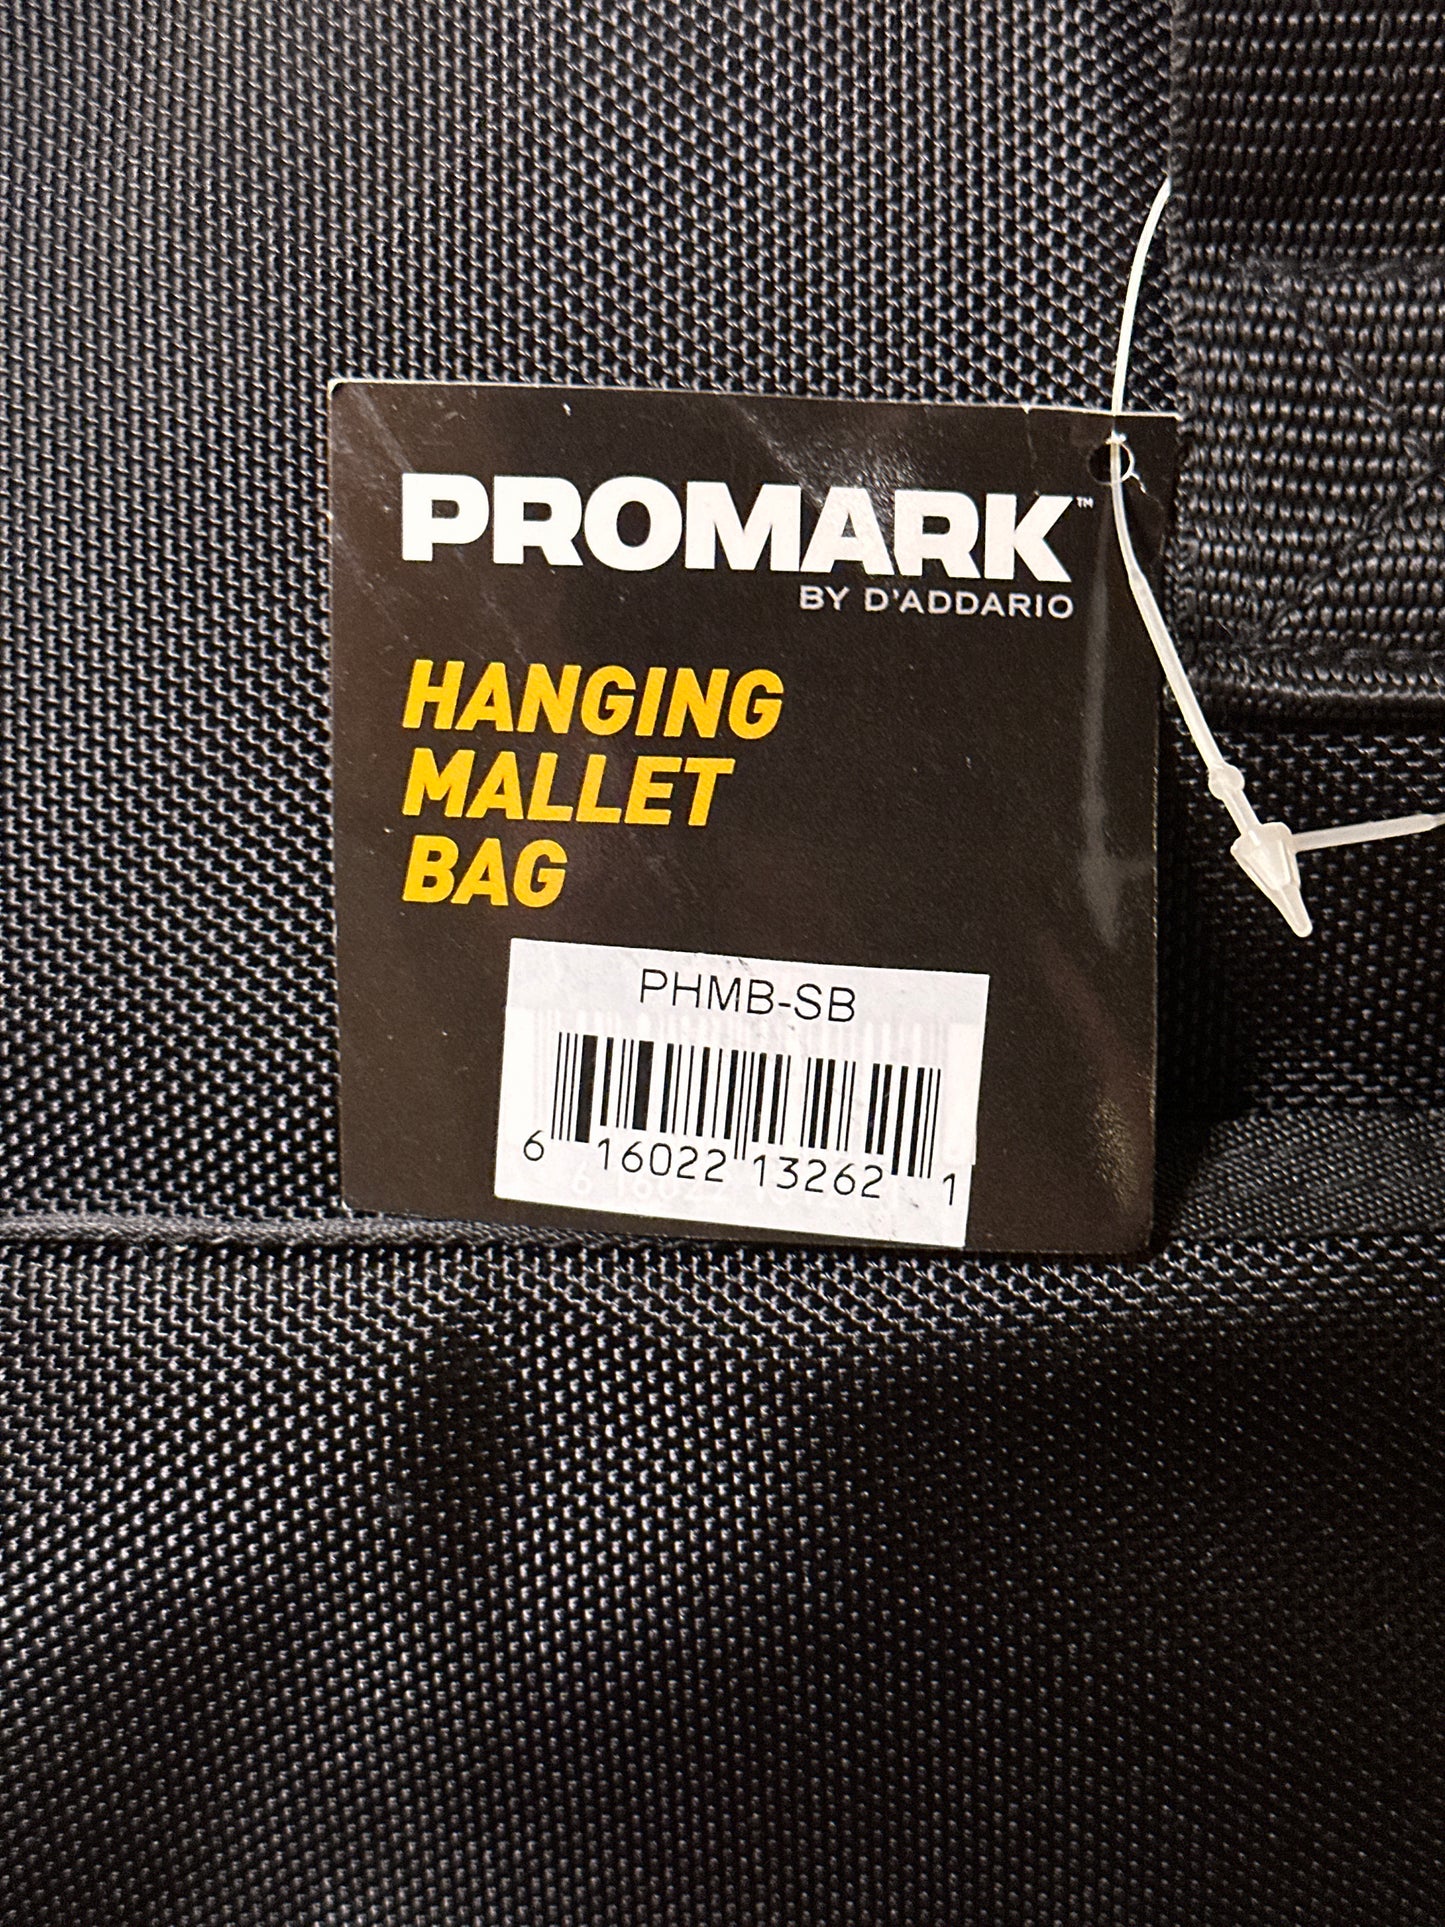 PROMARK™
BY D'ADDARIO
HANGING
MALLET
BAG
PHMB-SB
6 16022 13262 1